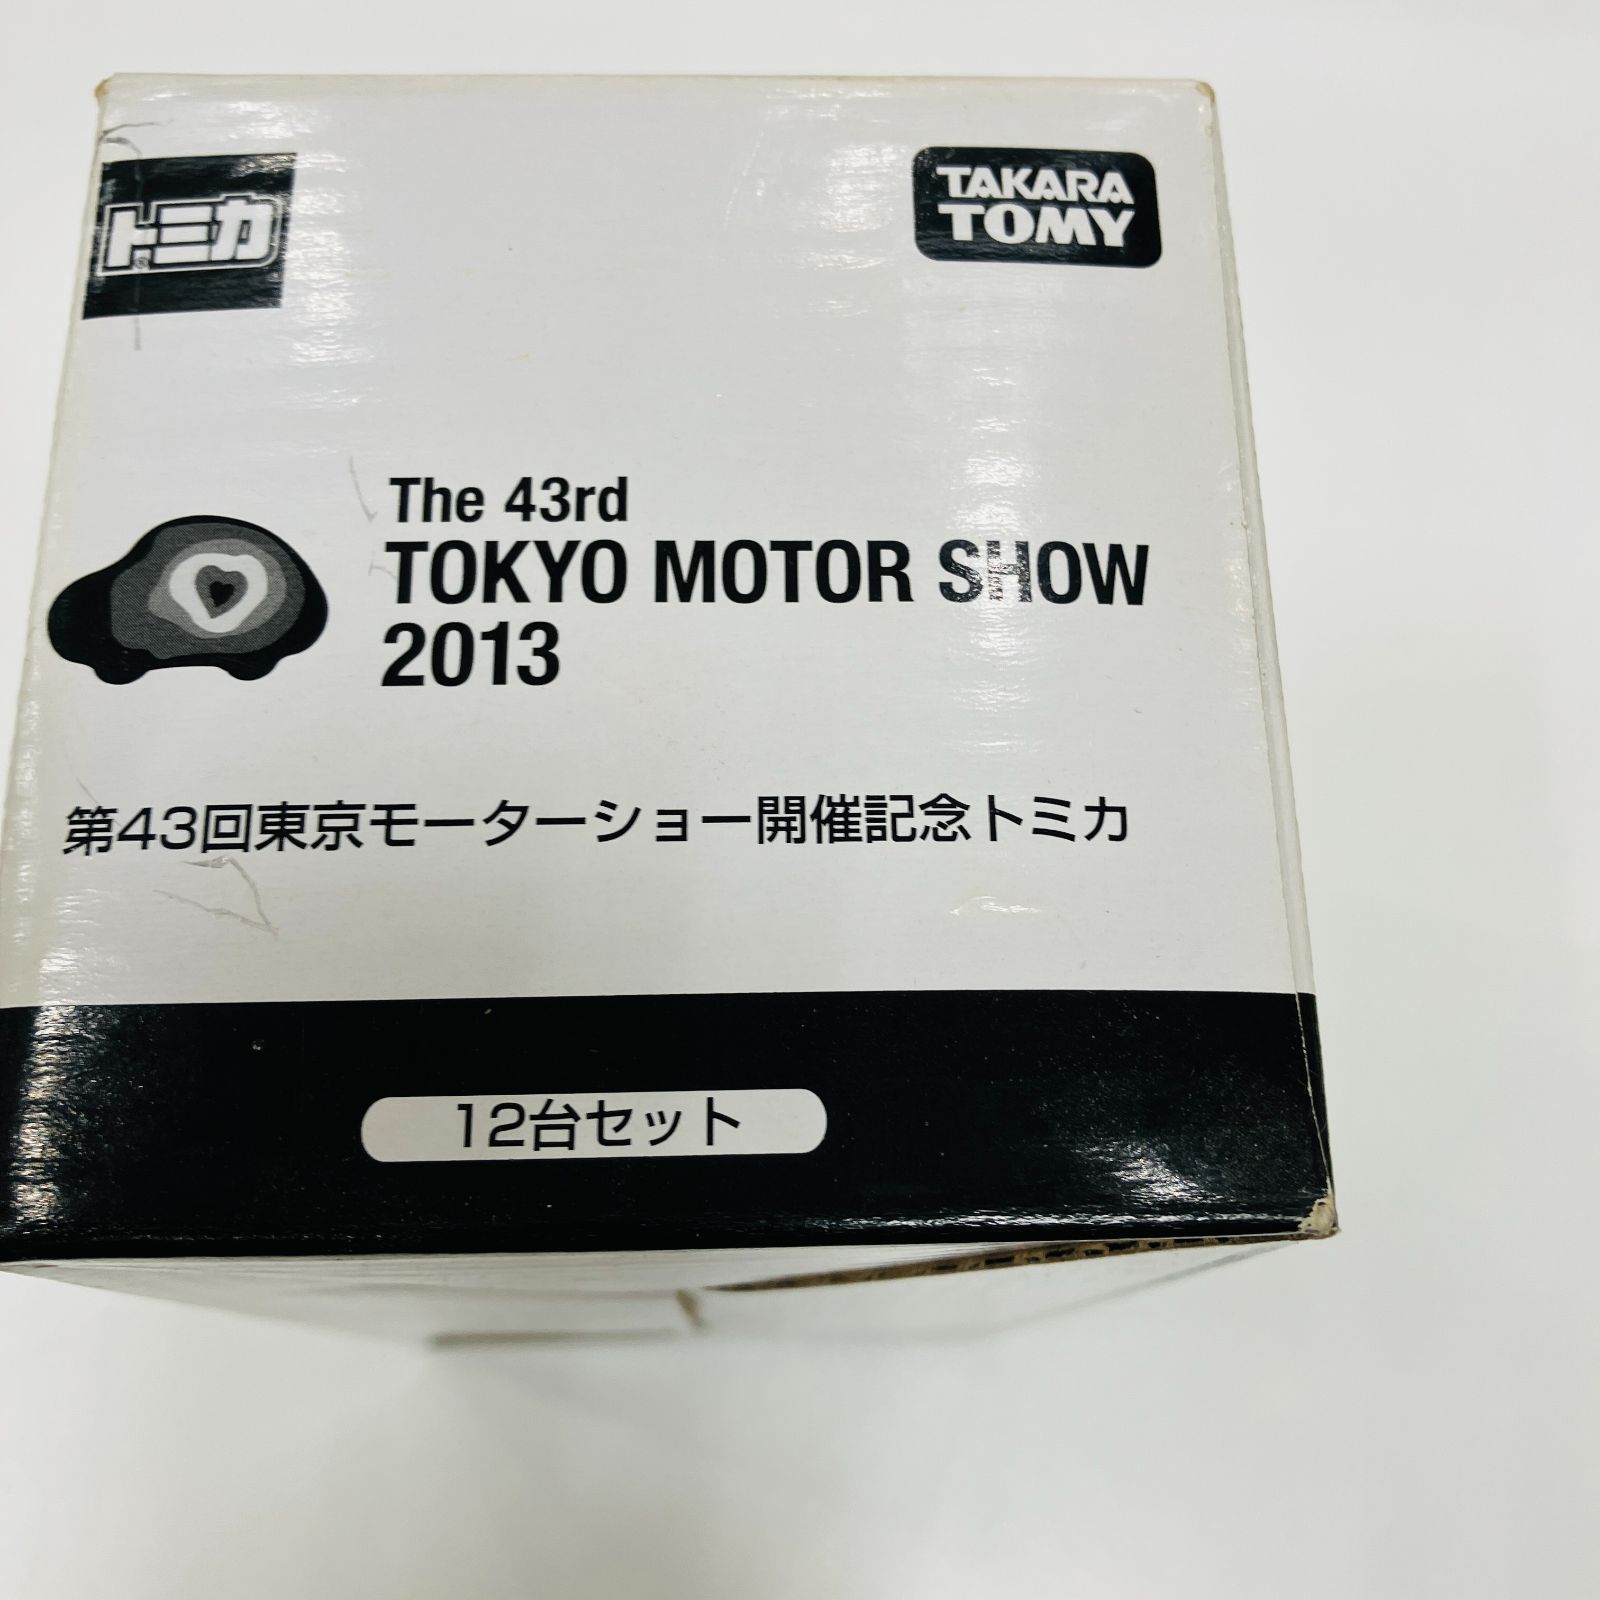 トミカ
TAKARA
TOMY
The 43rd
TOKYO MOTOR SHOW
2013
第43回東京モーターショー開催記念トミカ
12台セット